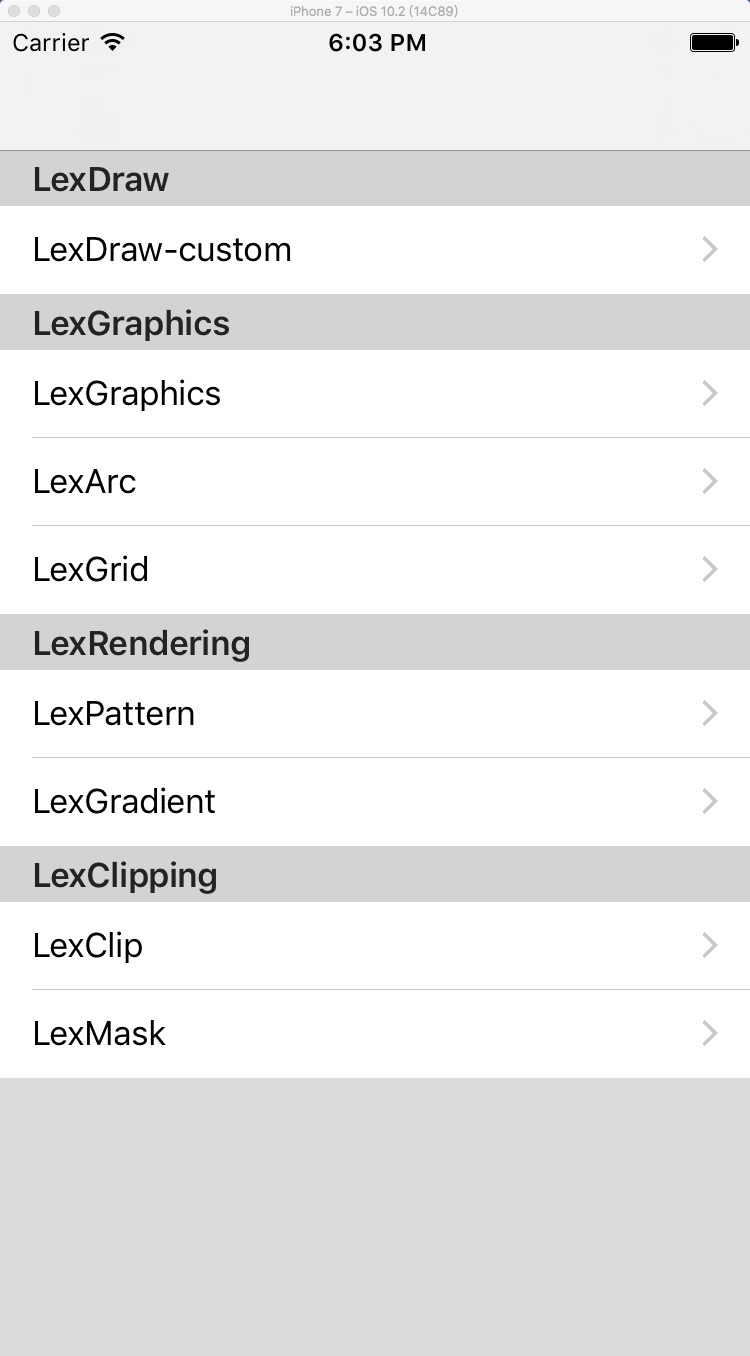 iPhone 7 – iOS 10.2 (14C89)
Carrier 6:03 PM
LexDraw
LexDraw-custom
LexGraphics
LexGraphics
LexArc
LexGrid
LexRendering
LexPattern
LexGradient
LexClipping
LexClip
LexMask